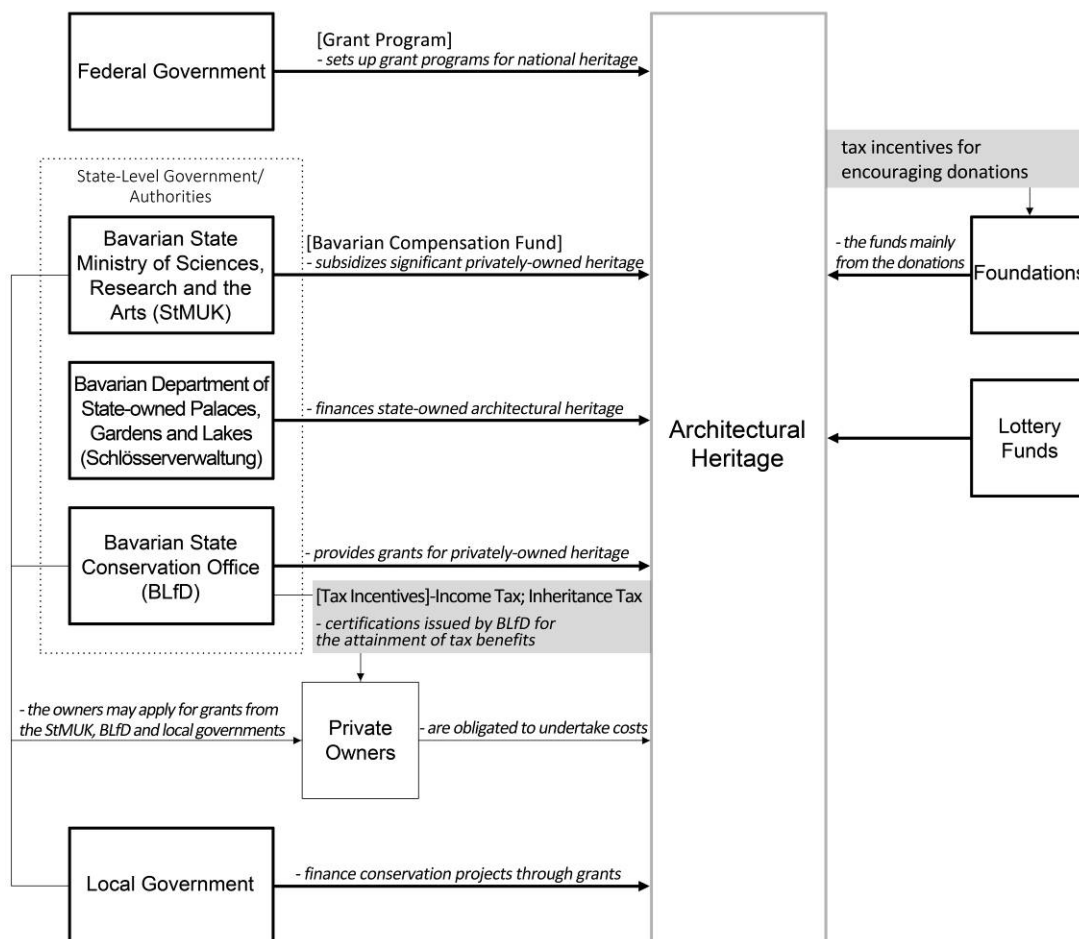 Federal Government
[Grant Program]
- sets up grant programs for national heritage
State-Level Government/
Authorities
Bavarian State
Ministry of Sciences,
Research and the
Arts (StMUK)
[Bavarian Compensation Fund]
- subsidizes significant privately-owned heritage
Bavarian Department of
State-owned Palaces,
Gardens and Lakes
(Schlösserverwaltung)
- finances state-owned architectural heritage
Bavarian State
Conservation Office
(BLfD)
- provides grants for privately-owned heritage
[Tax Incentives]-Income Tax; Inheritance Tax
- certifications issued by BLfD for
the attainment of tax benefits
- the owners may apply for grants from
the StMUK, BLfD and local governments
Private
Owners
- are obligated to undertake costs
Local Government
- finance conservation projects through grants
Architectural
Heritage
tax incentives for
encouraging donations
- the funds mainly
from the donations
Foundations
Lottery
Funds